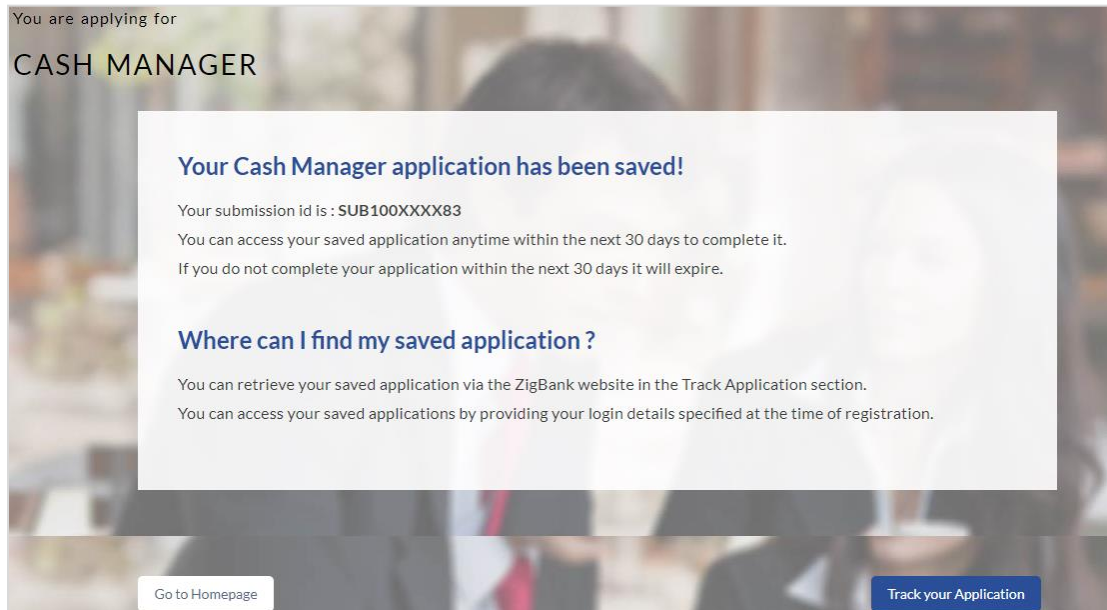 You are applying for
CASH MANAGER
Your Cash Manager application has been saved!
Your submission id is : SUB100XXXX83
You can access your saved application anytime within the next 30 days to complete it.
If you do not complete your application within the next 30 days it will expire.
Where can I find my saved application ?
You can retrieve your saved application via the ZigBank website in the Track Application section.
You can access your saved applications by providing your login details specified at the time of registration.
Go to Homepage
Track your Application